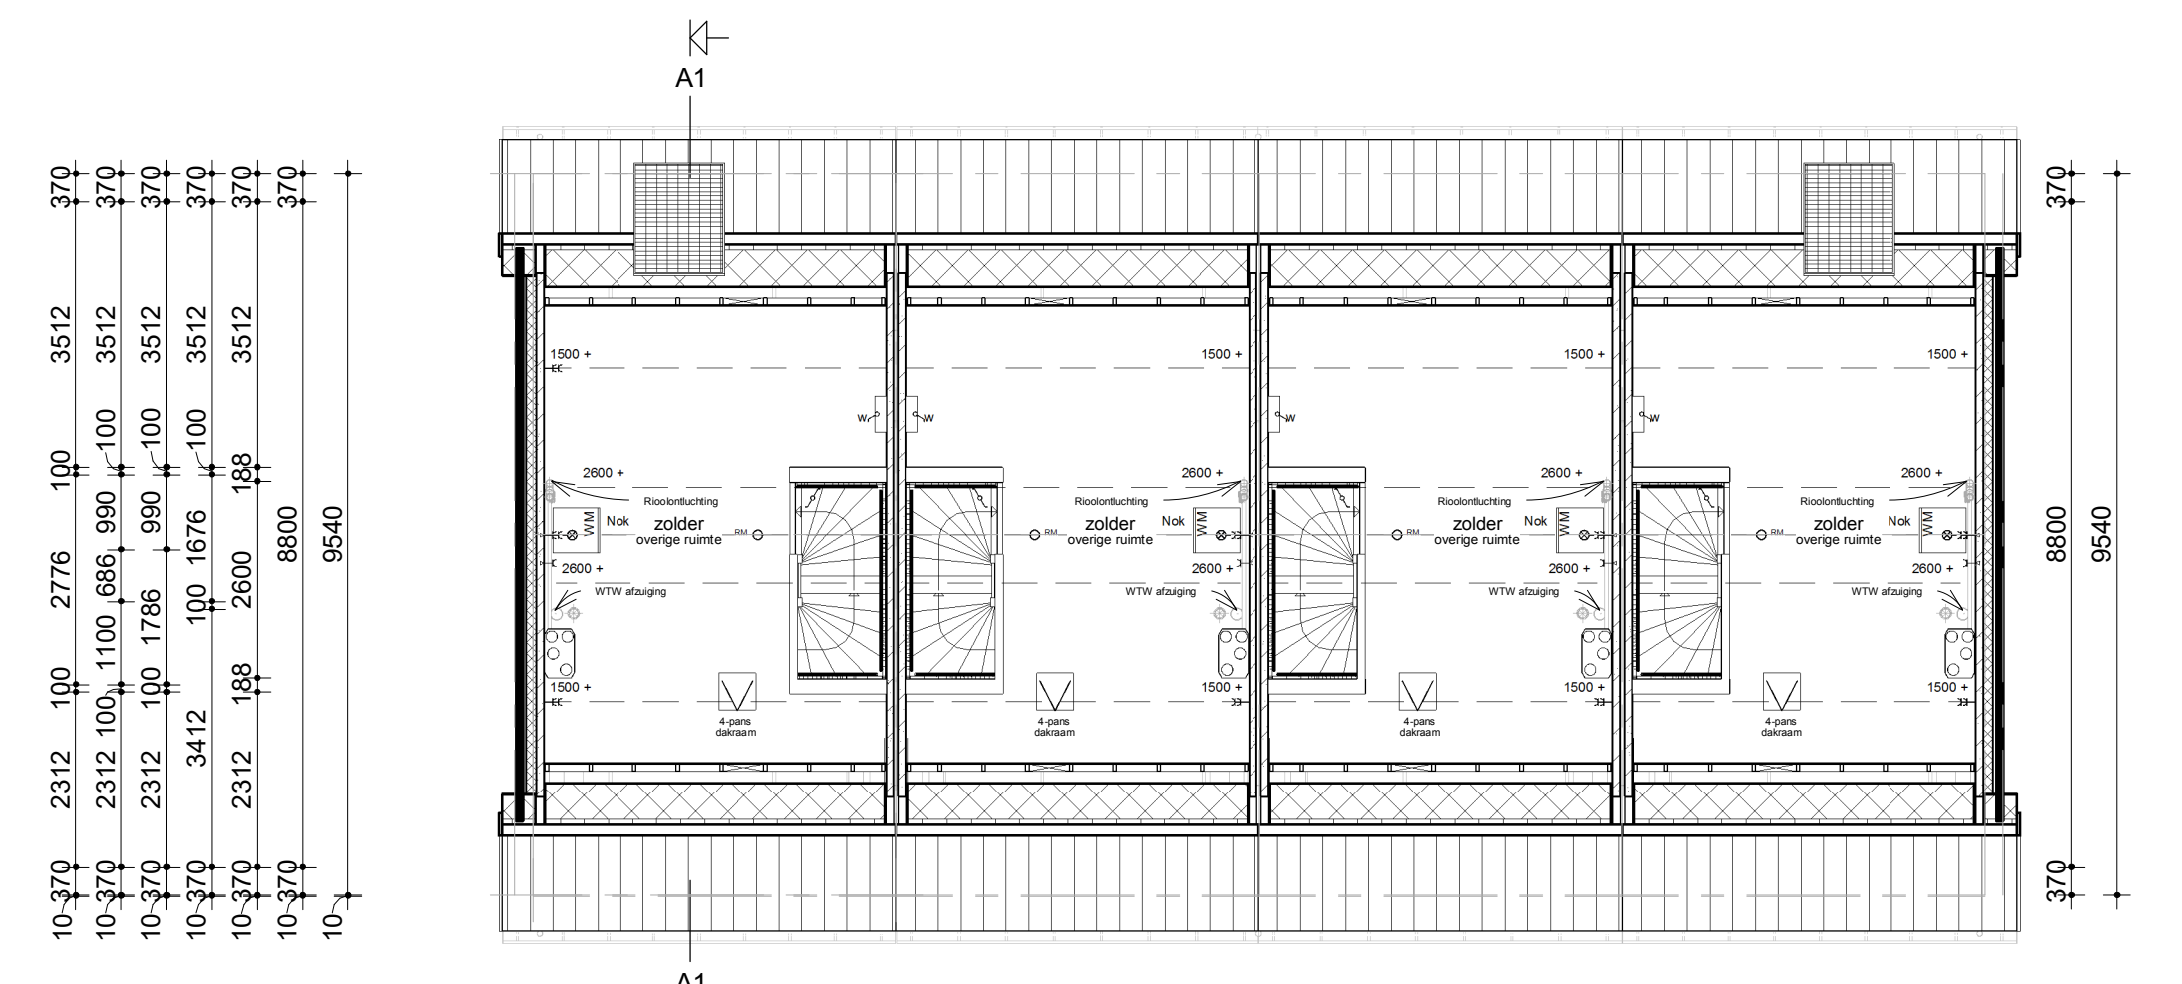 A1
370 370 370 370 370 370
370
3512 3512 3512 3512 3512
1500 +
1500 +
1500 +
1500 +
W W W W
100 100 100 100 188
2600 +
2600 +
2600 +
2600 +
Rioolontluchting
Rioolontluchting
Rioolontluchting
Rioolontluchting
WM Nok
zolder
overige ruimte
RM
RM
zolder
overige ruimte
Nok WM
RM
zolder
overige ruimte
Nok WM
RM
zolder
overige ruimte
Nok WM
990 990 1676
8800 9540
8800 9540
2776 686 1786 100 2600
1100
2600 +
2600 +
2600 +
2600 +
WTW afzuiging
WTW afzuiging
WTW afzuiging
WTW afzuiging
100 100 100 188
3412
1500 +
1500 +
1500 +
1500 +
4-pans
dakraam
4-pans
dakraam
4-pans
dakraam
4-pans
dakraam
2312 2312 2312 2312
370 370 370 370 370 370
370
10 10 10 10 10 10 10
A1